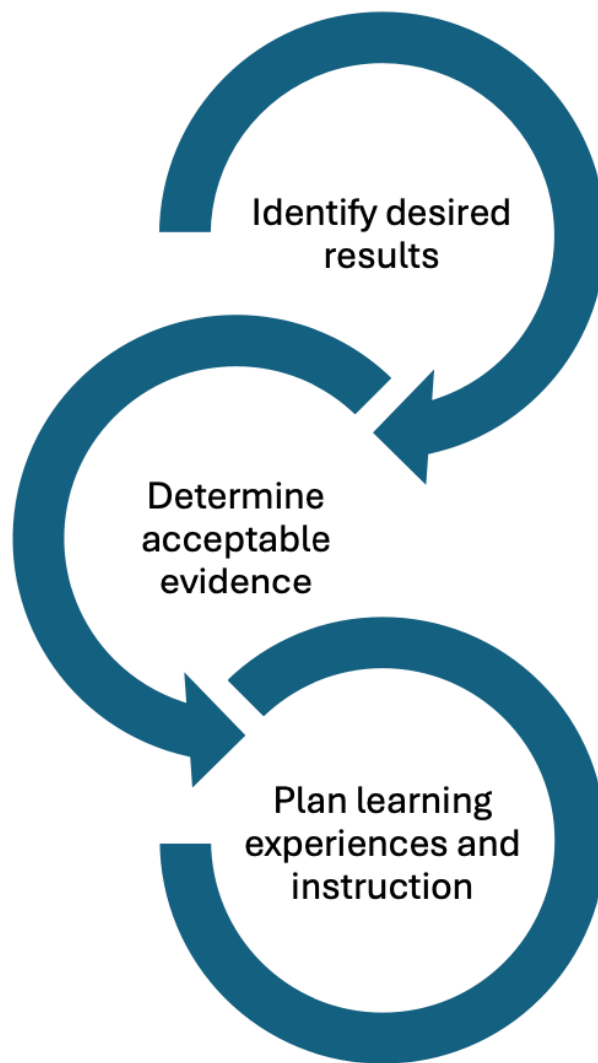 Identify desired
results
Determine
acceptable
evidence
Plan learning
experiences and
instruction